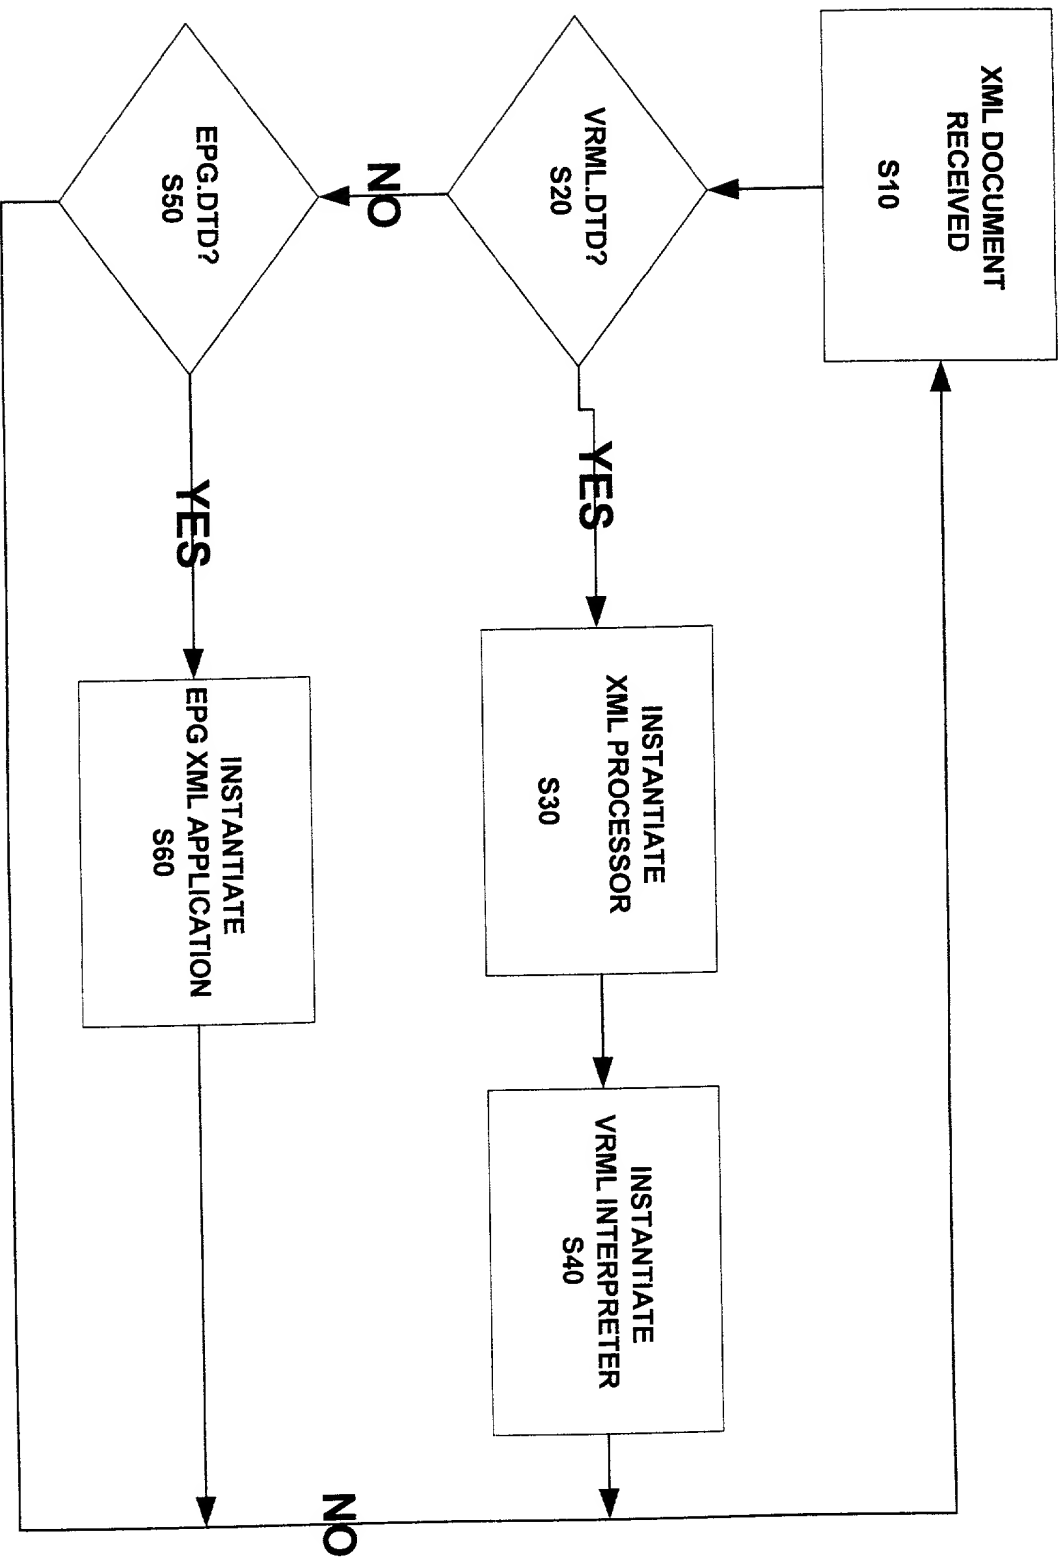 XML DOCUMENT
RECEIVED
S10
VRML.DTD?
S20
YES
INSTANTIATE
XML PROCESSOR
S30
INSTANTIATE
VRML INTERPRETER
S40
NO
EPG.DTD?
S50
YES
INSTANTIATE
EPG XML APPLICATION
S60
NO